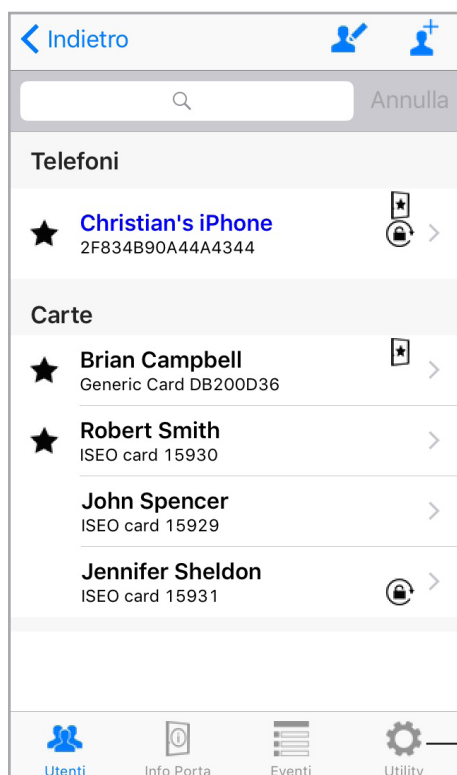 Indietro
Annulla
Telefoni
Christian's iPhone
2F834B90A44A4344
Carte
Brian Campbell
Generic Card DB200D36
Robert Smith
ISEO card 15930
John Spencer
ISEO card 15929
Jennifer Sheldon
ISEO card 15931
Utenti Info Porta Eventi Utility